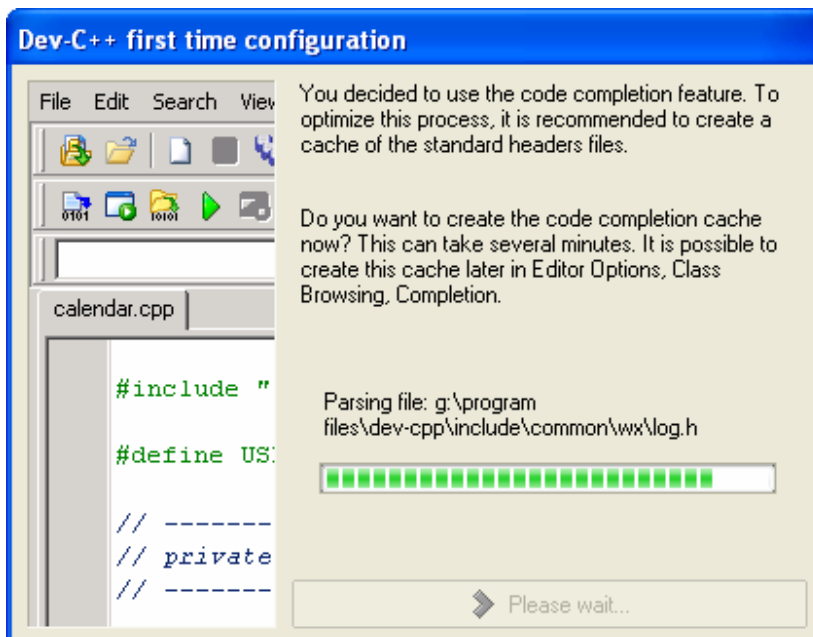 Dev-C++ first time configuration
File Edit Search View
You decided to use the code completion feature. To
optimize this process, it is recommended to create a
cache of the standard headers files.
Do you want to create the code completion cache
now? This can take several minutes. It is possible to
create this cache later in Editor Options, Class
Browsing, Completion.
calendar.cpp
#include "
#define US
// -------
// private
// -------
Parsing file: g:\program
files\dev-cpp\include\common\wx\log.h
Please wait...